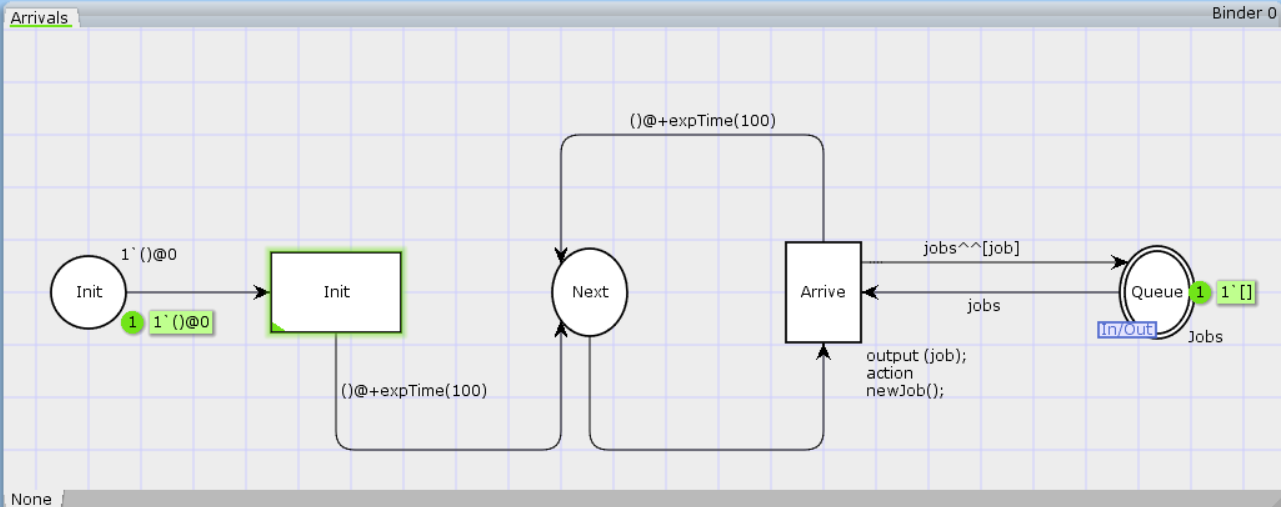 Arrivals
Binder 0
()@+expTime(100)
1`()@0
jobs^^[job]
Init
Init
Next
Arrive
Queue
1
1`[]
jobs
1
1`()@0
In/Out
Jobs
output (job);
action
newJob();
()@+expTime(100)
None